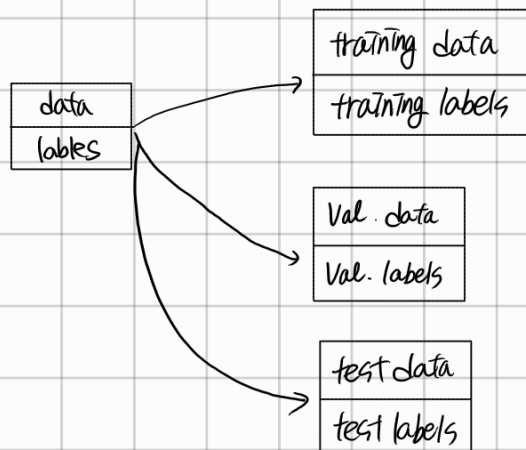 data
lables
training data
training labels
Val. data
Val. labels
test data
test labels